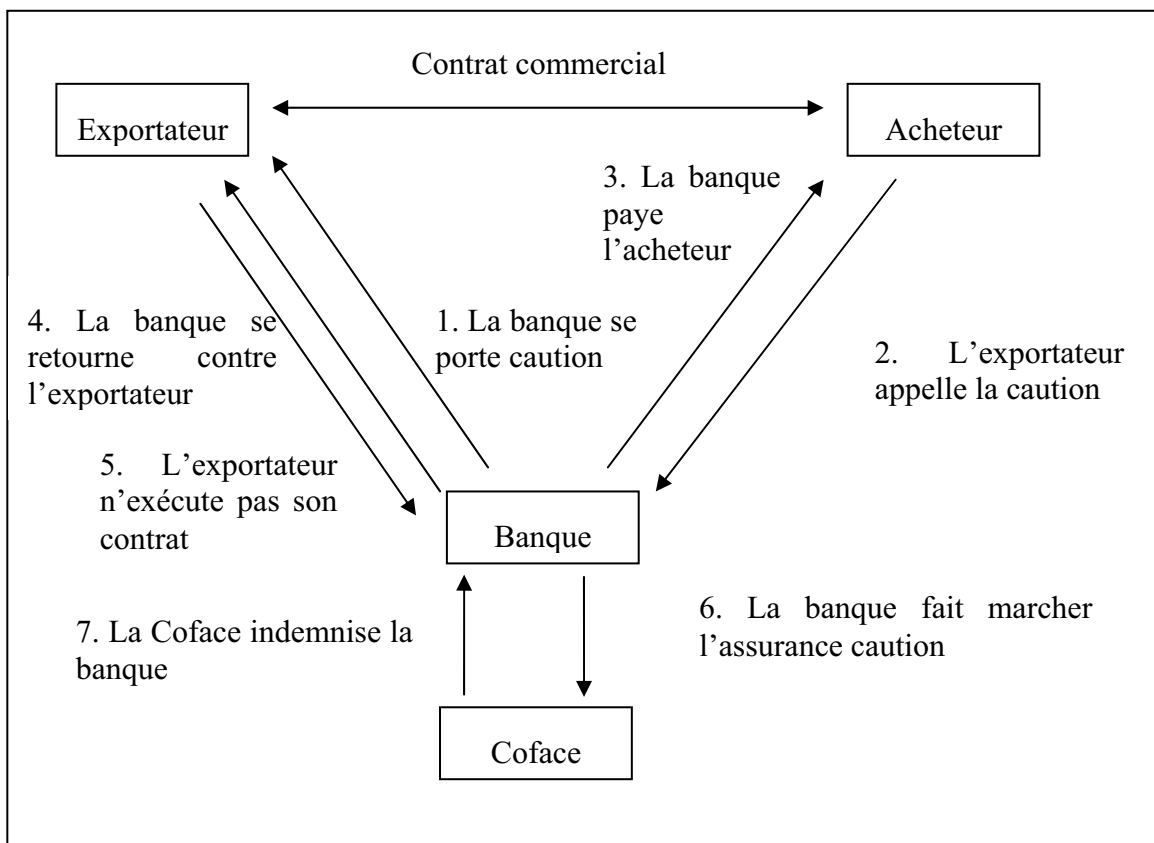 Contrat commercial
Exportateur
Acheteur
3. La banque
paye
l’acheteur
4. La banque se
retourne contre
l’exportateur
1. La banque se
porte caution
2. L’exportateur
appelle la caution
5. L’exportateur
n’exécute pas son
contrat
Banque
7. La Coface indemnise la
banque
6. La banque fait marcher
l’assurance caution
Coface